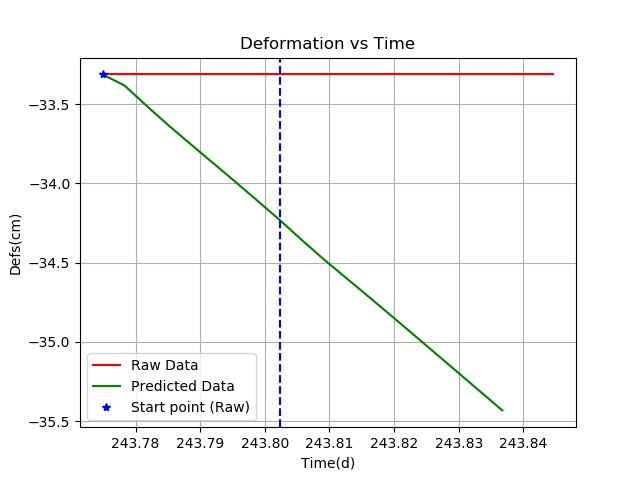 Deformation vs Time
Defs(cm)
−33.5
−34.0
−34.5
−35.0
−35.5
Raw Data
Predicted Data
Start point (Raw)
243.78 243.79 243.80 243.81 243.82 243.83 243.84
Time(d)